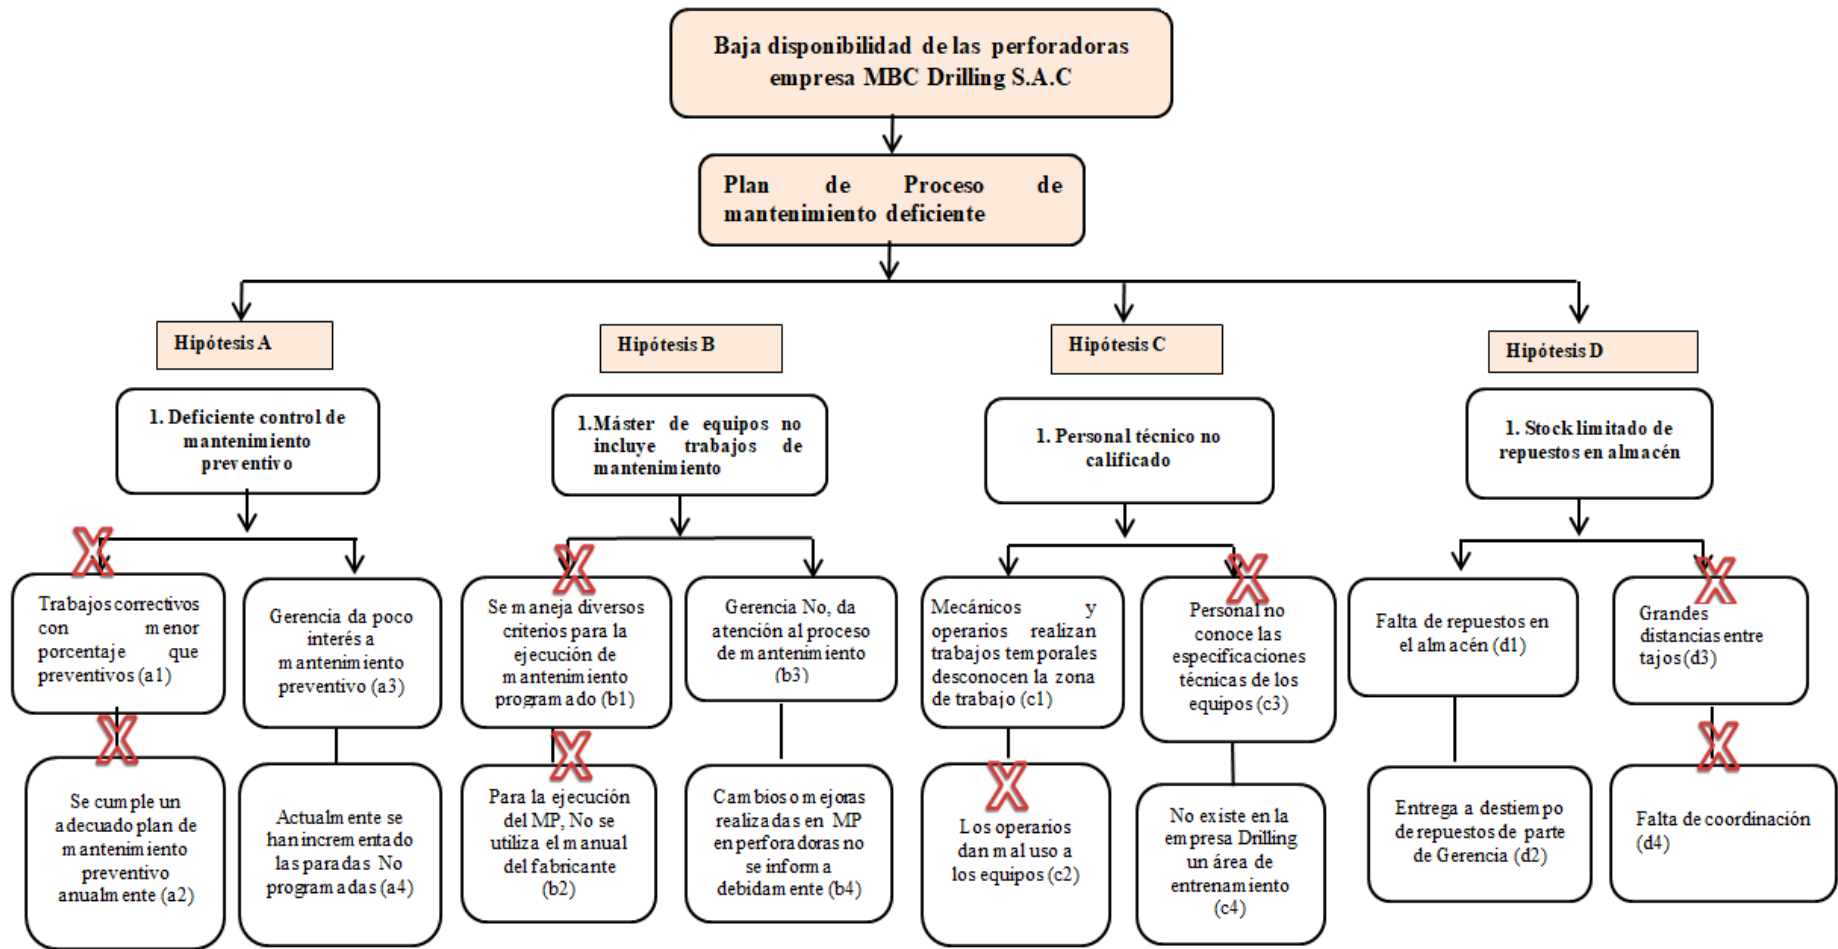 Baja disponibilidad de las perforadoras
empresa MBC Drilling S.A.C
Plan de Proceso de
mantenimiento deficiente
Hipótesis A
Hipótesis B
Hipótesis C
Hipótesis D
1. Deficiente control de
mantenimiento
preventivo
1.Máster de equipos no
incluye trabajos de
mantenimiento
1. Personal técnico no
calificado
1. Stock limitado de
repuestos en almacén
X
X
X
X
Trabajos correctivos
con menor
porcentaje que
preventivos (a1)
Gerencia da poco
interés a
mantenimiento
preventivo (a3)
Se maneja diversos
criterios para la
ejecución de
mantenimiento
programado (b1)
Gerencia No, da
atención al proceso
de mantenimiento
(b3)
Mecánicos y
operarios realizan
trabajos temporales
desconocen la zona
de trabajo (c1)
Personal no
conoce las
especificaciones
técnicas de los
equipos (c3)
Falta de repuestos en
el almacén (d1)
Grandes
distancias entre
tajos (d3)
X
X
X
X
Se cumple un
adecuado plan de
mantenimiento
preventivo
anualmente (a2)
Actualmente se
han incrementado
las paradas No
programadas (a4)
Para la ejecución
del MP, No se
utiliza el manual
del fabricante
(b2)
Cambios o mejoras
realizadas en MP
en perforadoras no
se informa
debidamente (b4)
Los operarios
dan mal uso a
los equipos (c2)
No existe en la
empresa Drilling
un área de
entrenamiento
(c4)
Entrega a destiempo
de repuestos de parte
de Gerencia (d2)
Falta de coordinación
(d4)